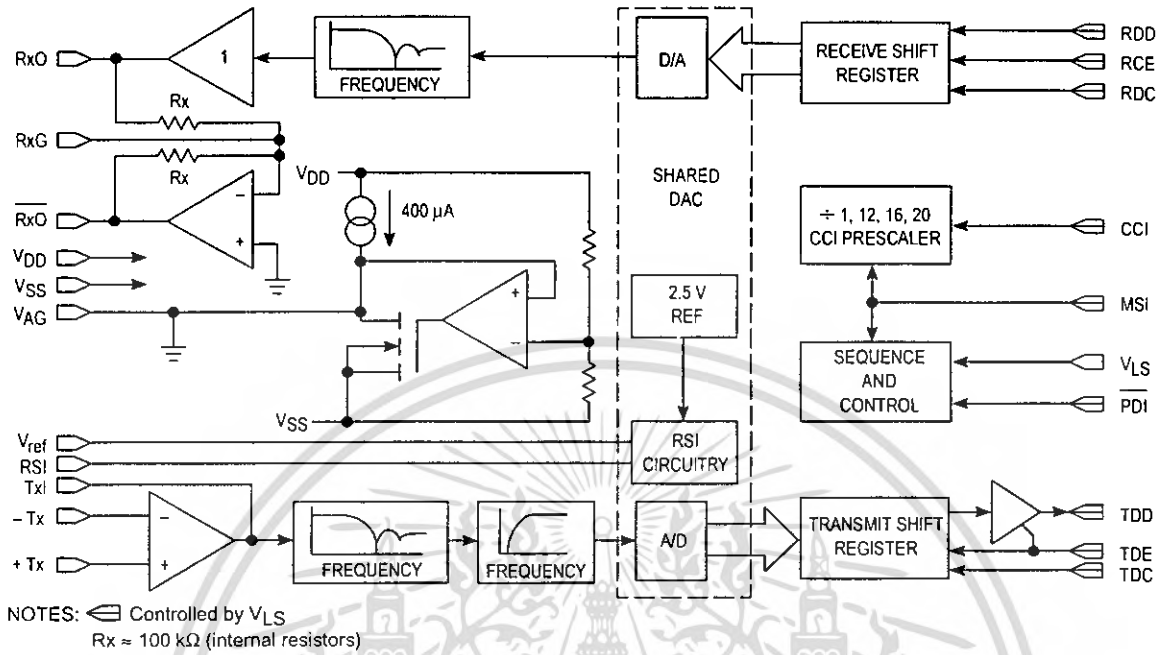 RxO
1
FREQUENCY
D/A
RECEIVE SHIFT
REGISTER
RDD
RCE
RDC
Rx
RxG
Rx
RxO
VDD
400 µA
SHARED
DAC
÷ 1, 12, 16, 20
CCI PRESCALER
CCI
VDD
VSS
VAG
+
−
2.5 V
REF
MSI
SEQUENCE
AND
CONTROL
VLS
PDI
VSS
Vref
RSI
TxI
RSI
CIRCUITRY
− Tx
+ Tx
−
+
FREQUENCY
FREQUENCY
A/D
TRANSMIT SHIFT
REGISTER
TDD
TDE
TDC
NOTES: Controlled by VLS
Rx ≈ 100 kΩ (internal resistors)